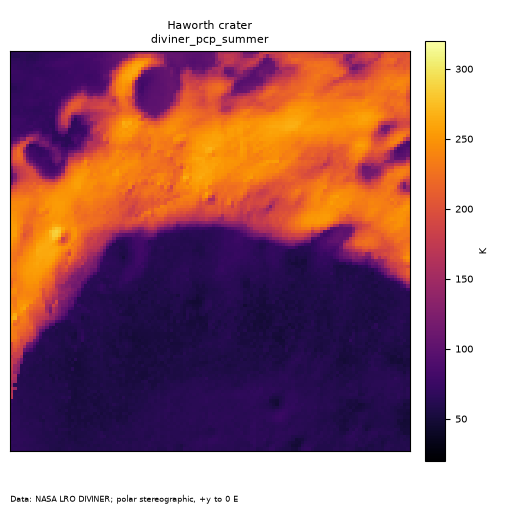 Haworth crater
diviner_pcp_summer
300
250
200
150
100
50
K
Data: NASA LRO DIVINER; polar stereographic, +y to 0 E